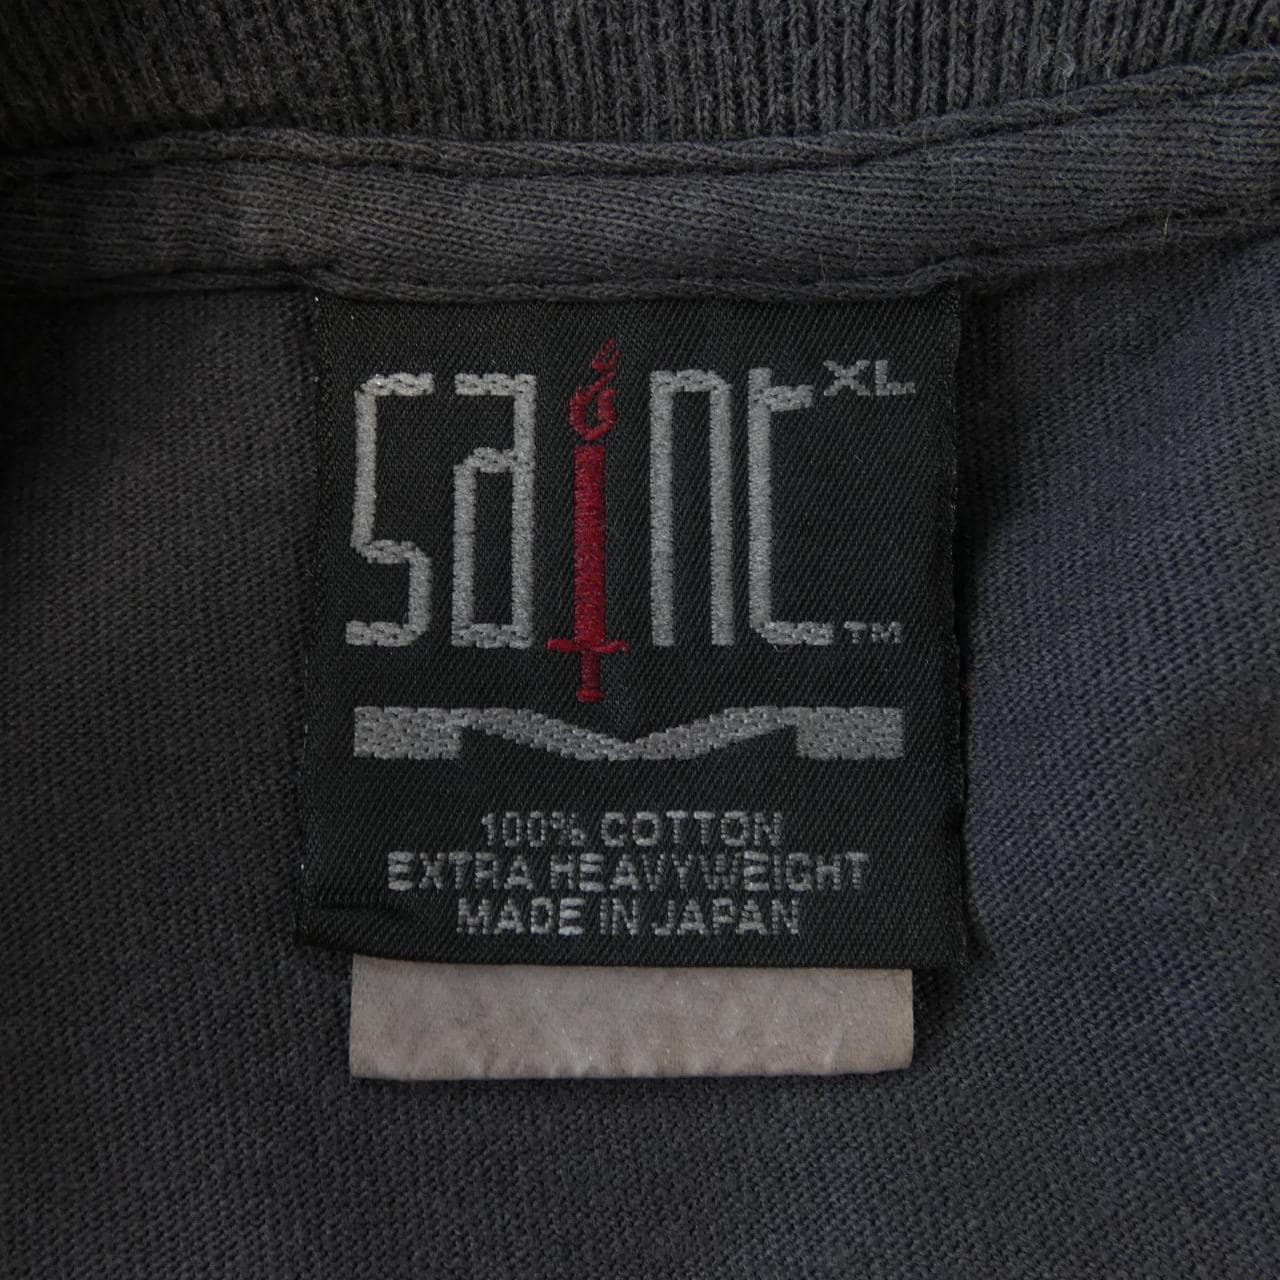 saint XL
TM
100% COTTON
EXTRA HEAVYWEIGHT
MADE IN JAPAN